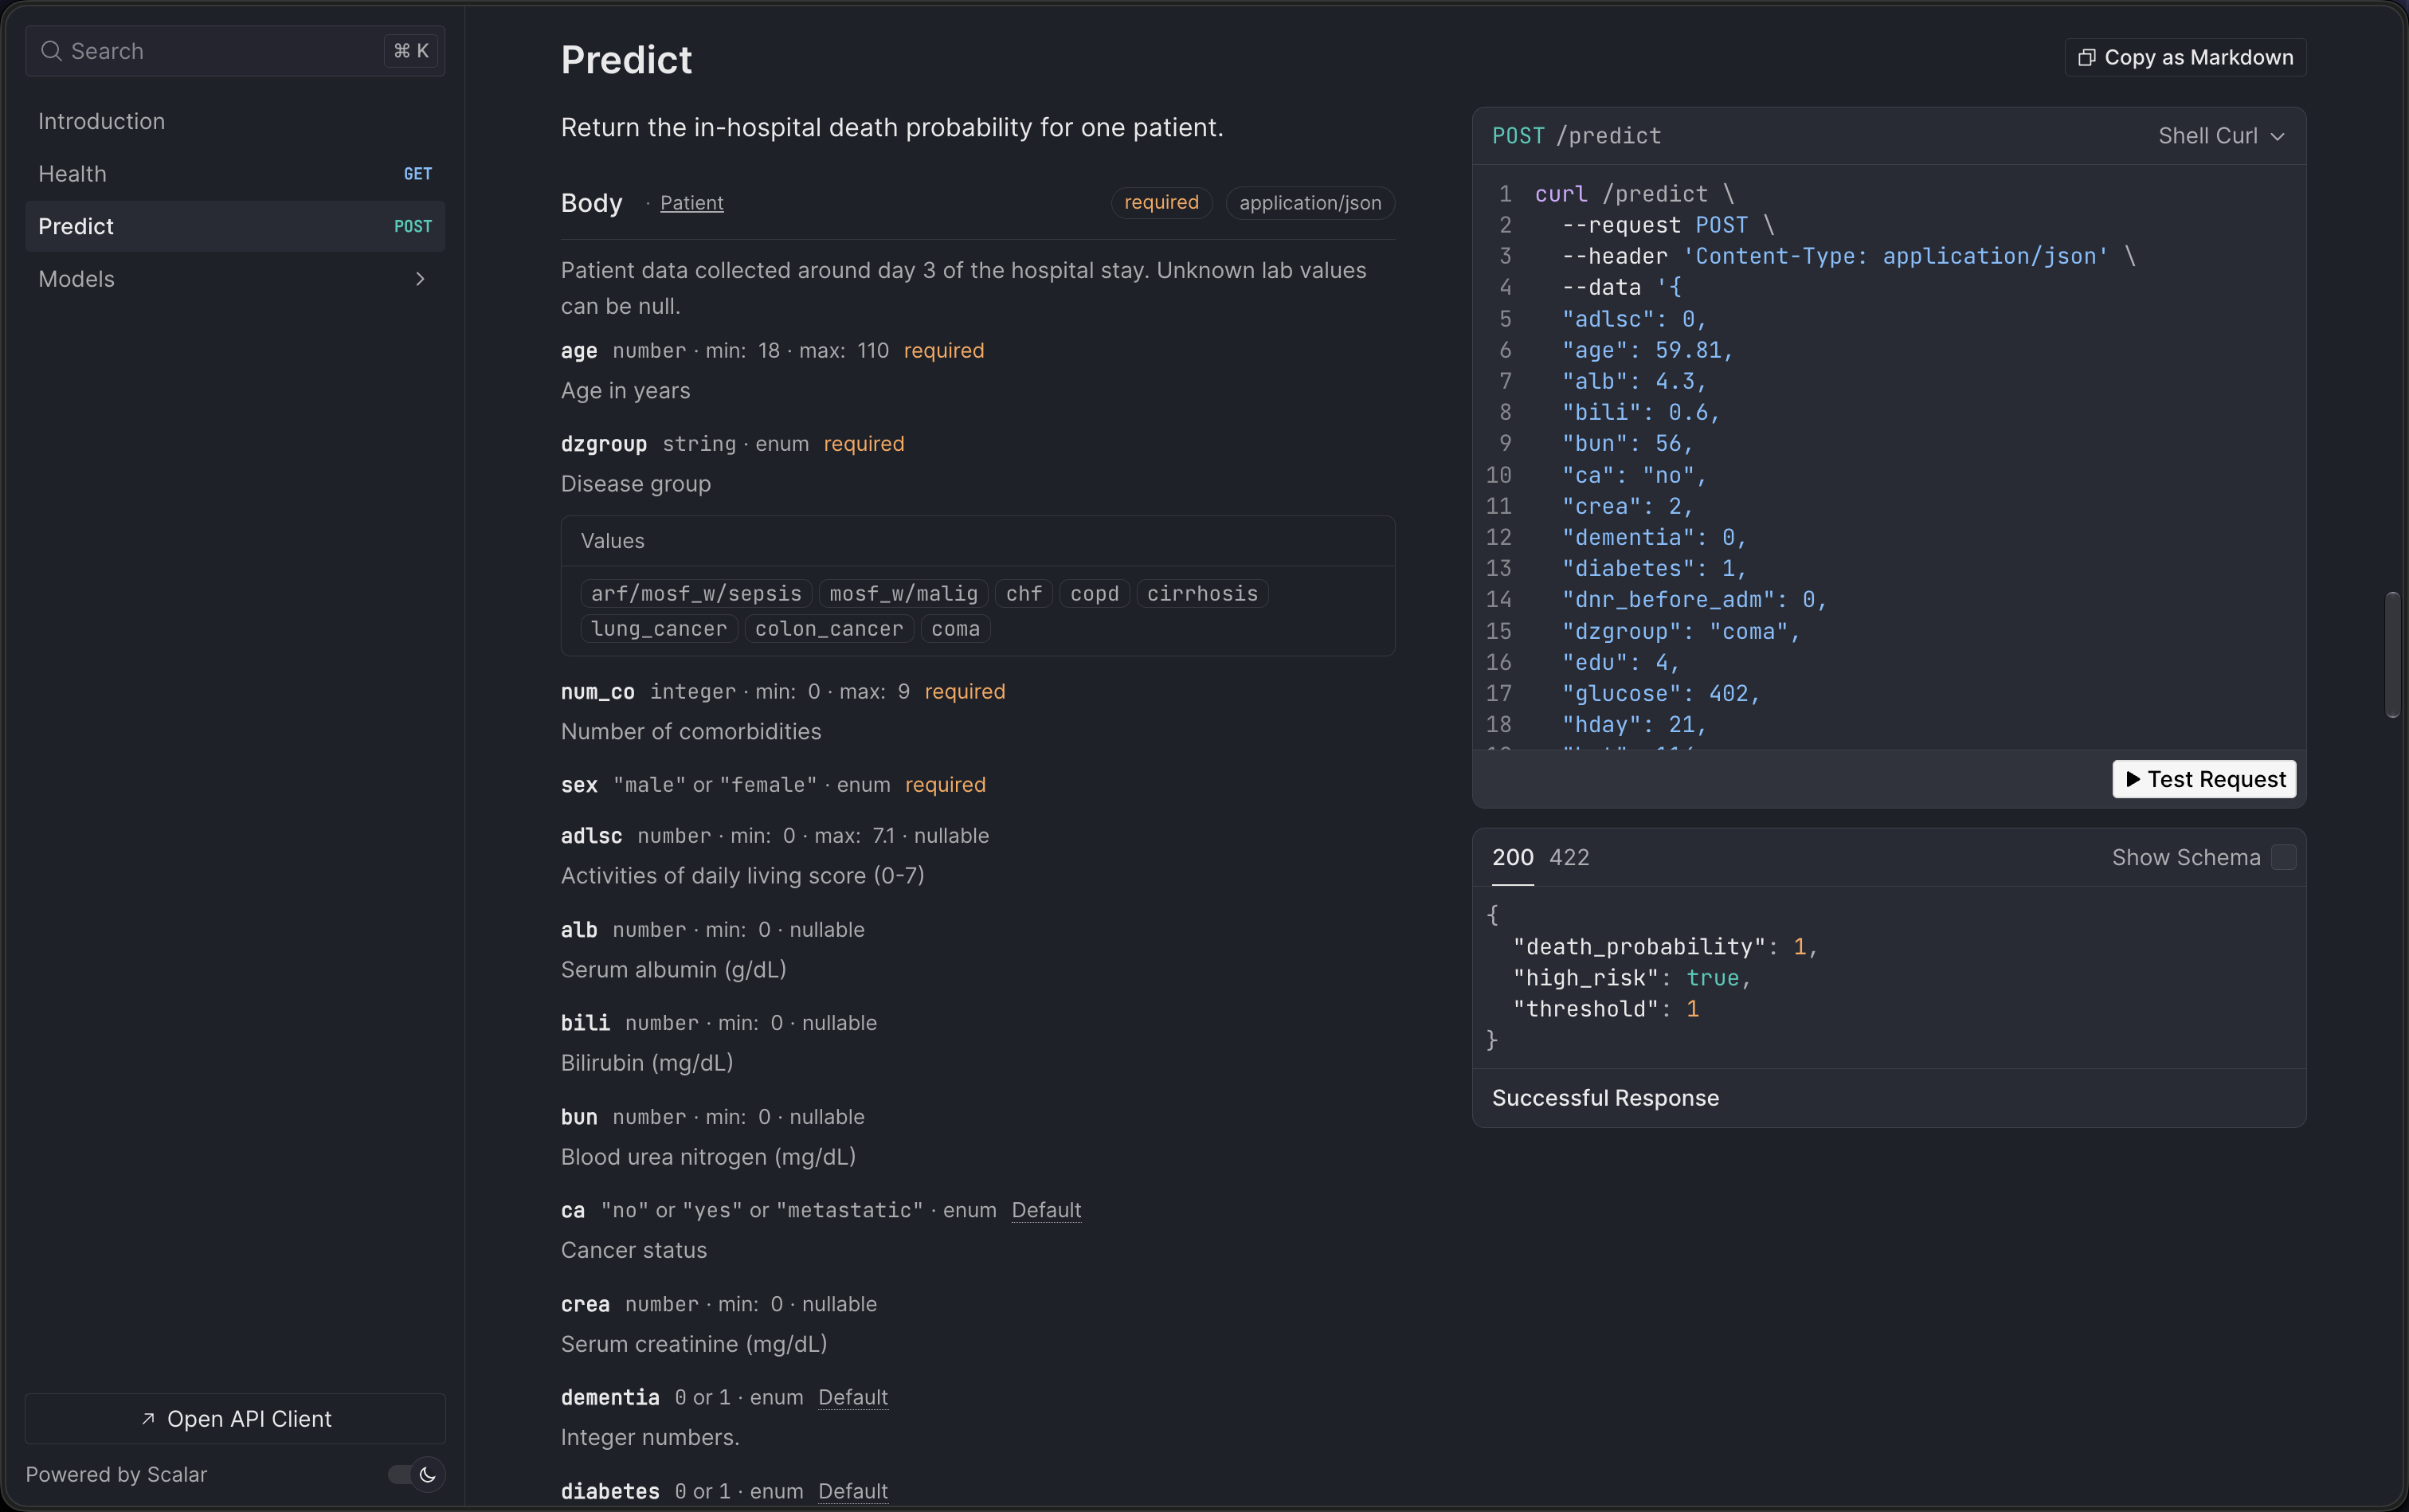 Search
⌘ K
Introduction
Health GET
Predict POST
Models
Open API Client
Powered by Scalar
Predict
Copy as Markdown
Return the in-hospital death probability for one patient.
Body · Patient required application/json
Patient data collected around day 3 of the hospital stay. Unknown lab values
can be null.
age number · min: 18 · max: 110 required
Age in years
dzgroup string · enum required
Disease group
Values
arf/mosf_w/sepsis mosf_w/malig chf copd cirrhosis
lung_cancer colon_cancer coma
num_co integer · min: 0 · max: 9 required
Number of comorbidities
sex "male" or "female" · enum required
adlsc number · min: 0 · max: 7.1 · nullable
Activities of daily living score (0-7)
alb number · min: 0 · nullable
Serum albumin (g/dL)
bili number · min: 0 · nullable
Bilirubin (mg/dL)
bun number · min: 0 · nullable
Blood urea nitrogen (mg/dL)
ca "no" or "yes" or "metastatic" · enum Default
Cancer status
crea number · min: 0 · nullable
Serum creatinine (mg/dL)
dementia 0 or 1 · enum Default
Integer numbers.
diabetes 0 or 1 · enum Default
POST /predict Shell Curl
1 curl /predict \
2 --request POST \
3 --header 'Content-Type: application/json' \
4 --data '{
5 "adlsc": 0,
6 "age": 59.81,
7 "alb": 4.3,
8 "bili": 0.6,
9 "bun": 56,
10 "ca": "no",
11 "crea": 2,
12 "dementia": 0,
13 "diabetes": 1,
14 "dnr_before_adm": 0,
15 "dzgroup": "coma",
16 "edu": 4,
17 "glucose": 402,
18 "hday": 21,
Test Request
200 422 Show Schema
{
"death_probability": 1,
"high_risk": true,
"threshold": 1
}
Successful Response